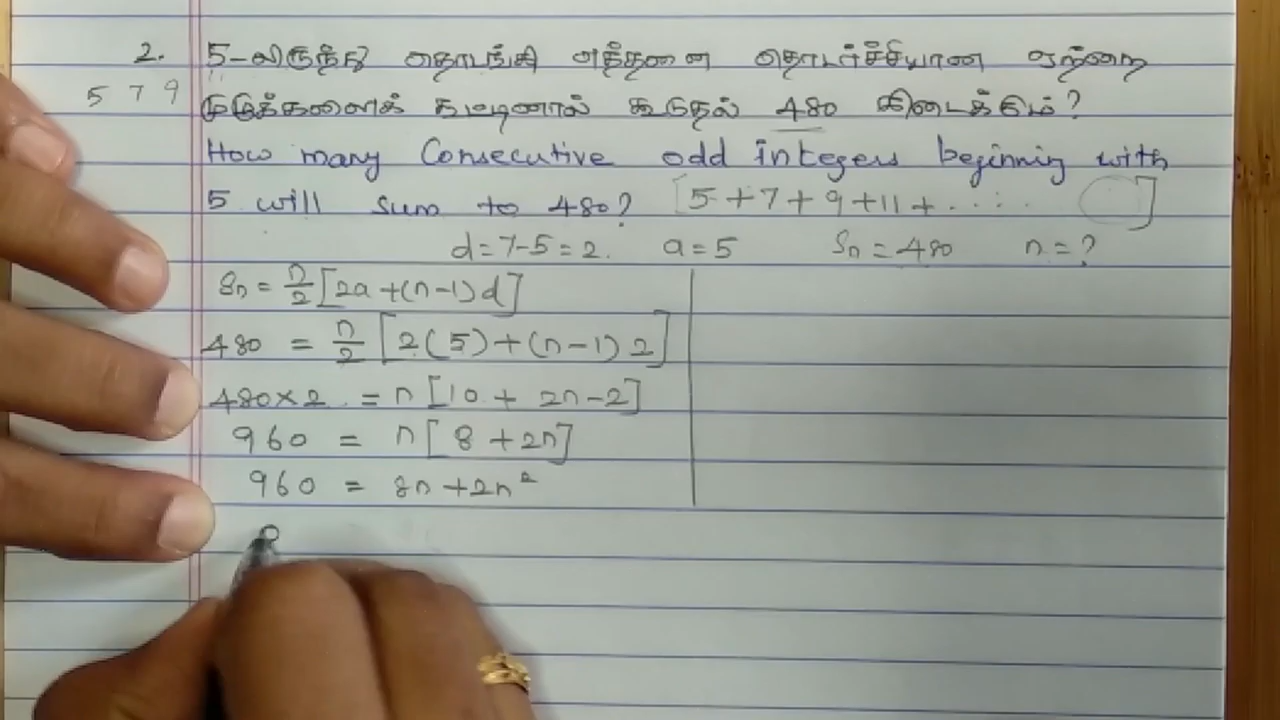 2. 5-லிருந்து தொடங்கி எத்தனை தொடர்ச்சியான ஒற்றை
5 7 9 முழுக்களைக் கூட்டினால் கூடுதல் 480 கிடைக்கும்?
How many Consecutive odd integers beginning with
5 will sum to 480? [5+7+9+11+.....]
d=7-5=2. a=5 Sn=480 n=?
Sn = n/2 [2a+(n-1)d]
480 = n/2 [2(5)+(n-1)2]
480×2 = n[10+2n-2]
960 = n[8+2n]
960 = 8n+2n²